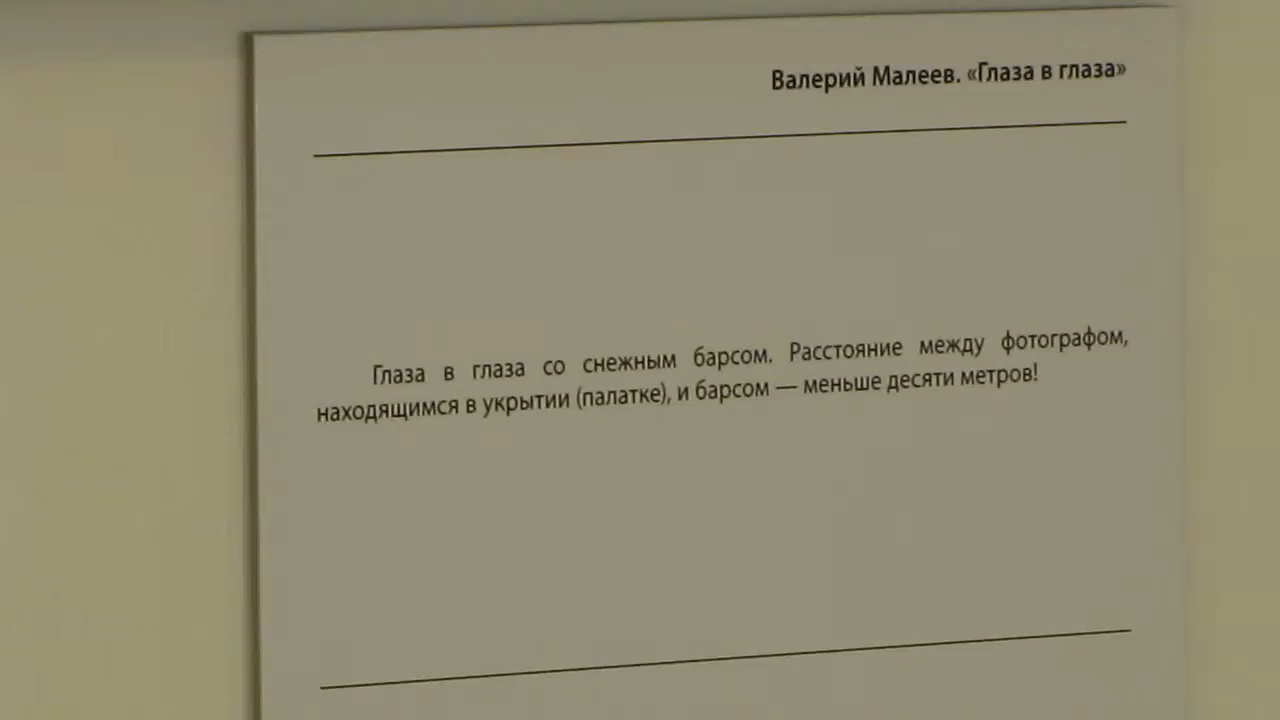 Валерий Малеев. «Глаза в глаза»
Глаза в глаза со снежным барсом. Расстояние между фотографом,
находящимся в укрытии (палатке), и барсом — меньше десяти метров!